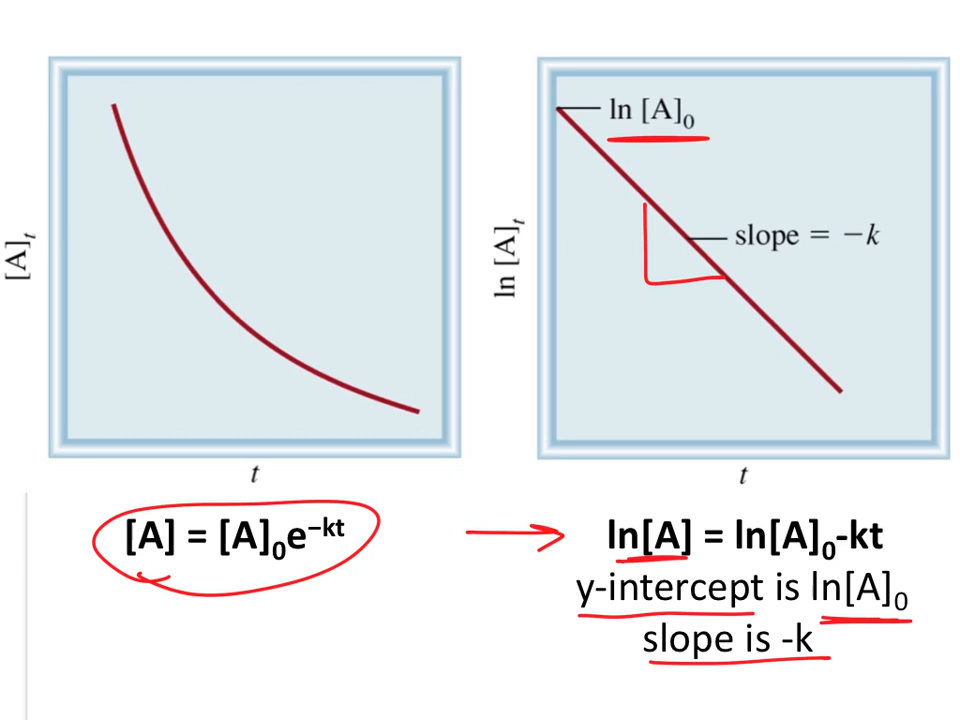 [A]t
t
ln [A]t
ln [A]0
slope = −k
t
[A] = [A]0e−kt
ln[A] = ln[A]0-kt
y-intercept is ln[A]0
slope is -k